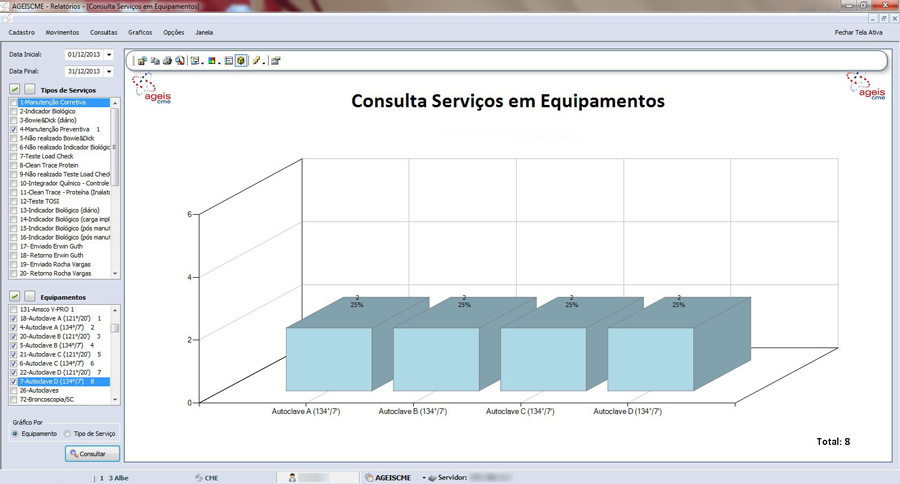 AGEISCME - Relatórios - [Consulta Serviços em Equipamentos]
Cadastro Movimentos Consultas Graficos Opções Janela Fechar Tela Ativa
Data Inicial: 01/12/2013
Data Final: 31/12/2013
Tipos de Serviços
1-Manutenção Corretiva
2-Indicador Biológico
3-Bowie&Dick (diário)
4-Manutenção Preventiva 1
5-Não realizado Bowie&Dick
6-Não realizado Indicador Biológic
7-Teste Load Check
8-Clean Trace Protein
9-Não realizado Teste Load Chec
10-Integrador Químico - Controle
11-Clean Trace - Proteína (Inalat
12-Teste TOSI
13-Indicador Biológico (diário)
14-Indicador Biológico (carga impl
15-Indicador Biológico (pós manut
16-Indicador Biológico (pós manut
17- Enviado Erwin Guth
18- Retorno Erwin Guth
19- Enviado Rocha Vargas
20- Retorno Rocha Vargas
Equipamentos
131-Amsco V-PRO 1
18-Autoclave A (121°/20') 1
4-Autoclave A (134°/7') 2
20-Autoclave B (121°/20') 3
5-Autoclave B (134°/7') 4
21-Autoclave C (121°/20') 5
6-Autoclave C (134°/7') 6
22-Autoclave D (121°/20') 7
7-Autoclave D (134°/7') 8
26-Autoclaves
72-Broncoscopia/SC
Gráfico Por
Equipamento Tipo de Serviço
Consultar
ageis cme
ageis cme
Consulta Serviços em Equipamentos
6
4
2
0
2 25%
2 25%
2 25%
2 25%
Autoclave A (134°/7') Autoclave B (134°/7') Autoclave C (134°/7') Autoclave D (134°/7')
Total: 8
1 3 Albe CME AGEISCME Servidor: